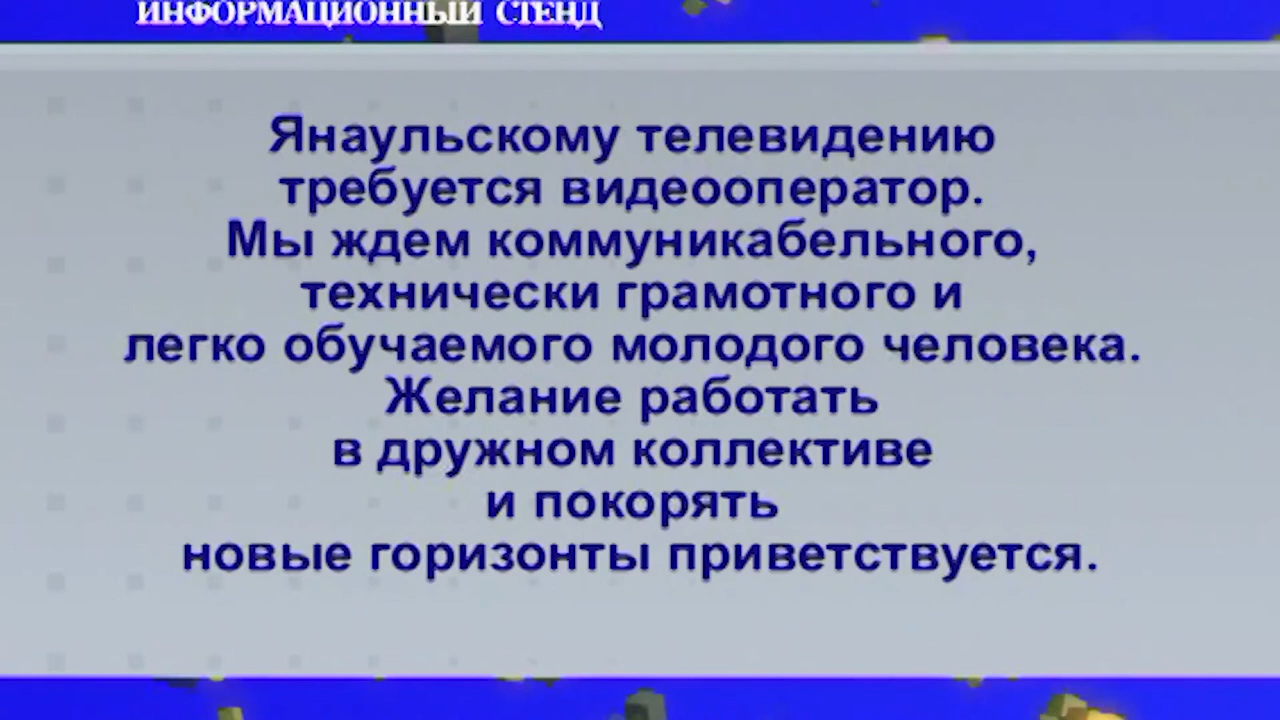 ИНФОРМАЦИОННЫЙ СТЕНД
Янаульскому телевидению
требуется видеооператор.
Мы ждем коммуникабельного,
технически грамотного и
легко обучаемого молодого человека.
Желание работать
в дружном коллективе
и покорять
новые горизонты приветствуется.